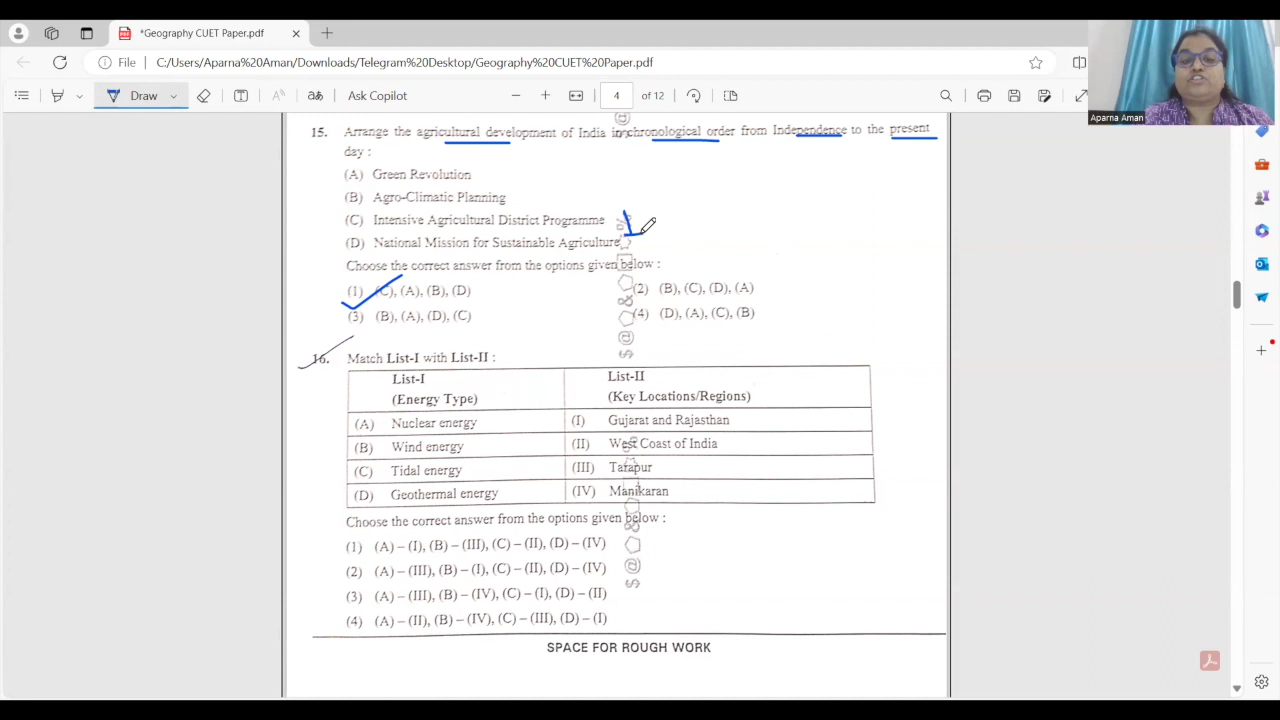 *Geography CUET Paper.pdf
File C:/Users/Aparna%20Aman/Downloads/Telegram%20Desktop/Geography%20CUET%20Paper.pdf
Draw
Ask Copilot
4 of 12
Aparna Aman
15. Arrange the agricultural development of India in chronological order from Independence to the present
day :
(A) Green Revolution
(B) Agro-Climatic Planning
(C) Intensive Agricultural District Programme
(D) National Mission for Sustainable Agriculture
Choose the correct answer from the options given below :
(1) (C), (A), (B), (D) (2) (B), (C), (D), (A)
(3) (B), (A), (D), (C) (4) (D), (A), (C), (B)
16. Match List-I with List-II :
List-I List-II
(Energy Type) (Key Locations/Regions)
(A) Nuclear energy (I) Gujarat and Rajasthan
(B) Wind energy (II) West Coast of India
(C) Tidal energy (III) Tarapur
(D) Geothermal energy (IV) Manikaran
Choose the correct answer from the options given below :
(1) (A) – (I), (B) – (III), (C) – (II), (D) – (IV)
(2) (A) – (III), (B) – (I), (C) – (II), (D) – (IV)
(3) (A) – (III), (B) – (IV), (C) – (I), (D) – (II)
(4) (A) – (II), (B) – (IV), (C) – (III), (D) – (I)
SPACE FOR ROUGH WORK